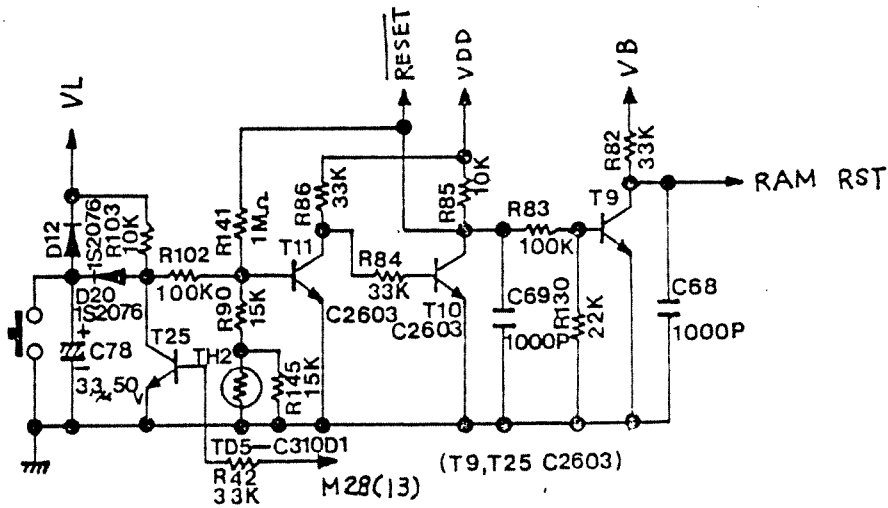 VL
RESET
VDD
VB
R82
33K
RAM RST
D12
1S2076
R103
10K
R141
1MΩ
R86
33K
R85
10K
R83
100K
T9
R102
100K
T11
R84
33K
D20
1S2076
R90
15K
C2603
T10
C2603
C69
1000P
R130
22K
C68
1000P
+
C78
3.3μ50V
T25
TH2
R145
15K
TD5-C310D1
R42
33K
M28(13)
(T9,T25 C2603)